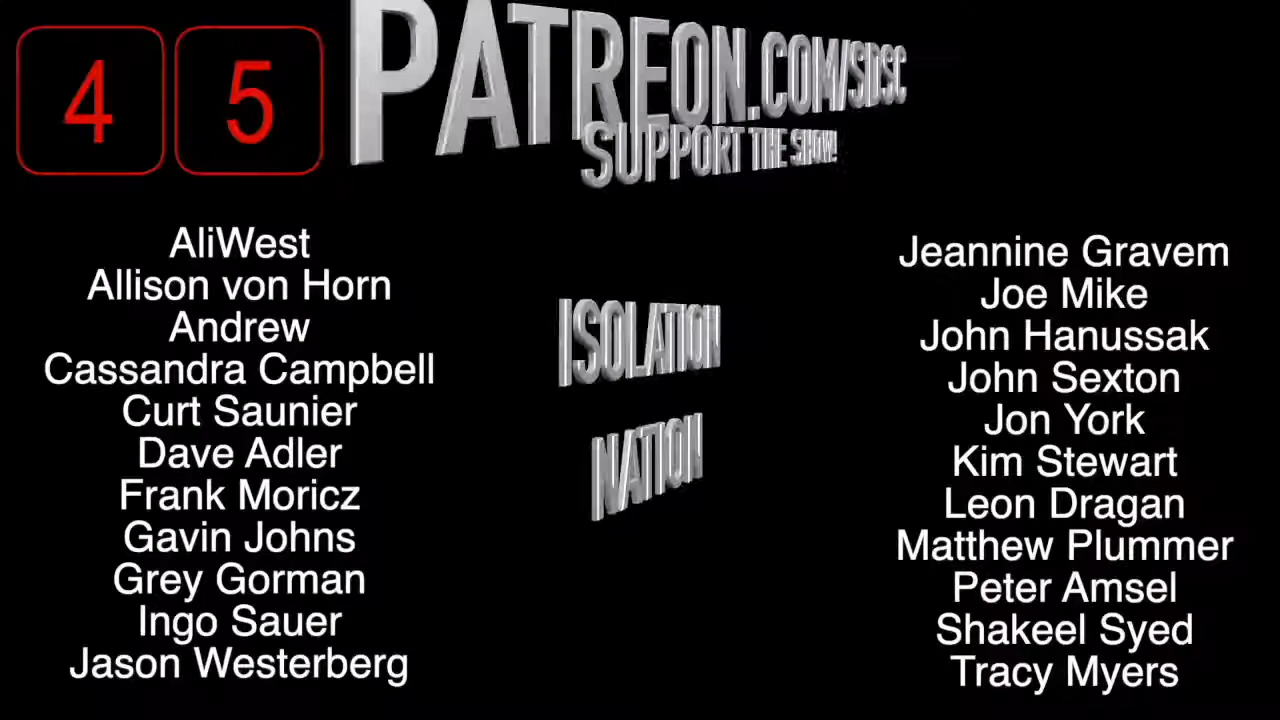 4 5
PATREON.COM/SDSC
SUPPORT THE SHOW!
AliWest
Allison von Horn
Andrew
Cassandra Campbell
Curt Saunier
Dave Adler
Frank Moricz
Gavin Johns
Grey Gorman
Ingo Sauer
Jason Westerberg
ISOLATION
NATION
Jeannine Gravem
Joe Mike
John Hanussak
John Sexton
Jon York
Kim Stewart
Leon Dragan
Matthew Plummer
Peter Amsel
Shakeel Syed
Tracy Myers